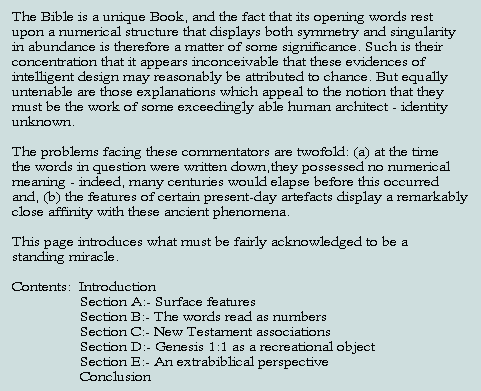 The Bible is a unique Book, and the fact that its opening words rest
upon a numerical structure that displays both symmetry and singularity
in abundance is therefore a matter of some significance. Such is their
concentration that it appears inconceivable that these evidences of
intelligent design may reasonably be attributed to chance. But equally
untenable are those explanations which appeal to the notion that they
must be the work of some exceedingly able human architect - identity
unknown.
The problems facing these commentators are twofold: (a) at the time
the words in question were written down,they possessed no numerical
meaning - indeed, many centuries would elapse before this occurred
and, (b) the features of certain present-day artefacts display a remarkably
close affinity with these ancient phenomena.
This page introduces what must be fairly acknowledged to be a
standing miracle.
Contents: Introduction
Section A:- Surface features
Section B:- The words read as numbers
Section C:- New Testament associations
Section D:- Genesis 1:1 as a recreational object
Section E:- An extrabiblical perspective
Conclusion